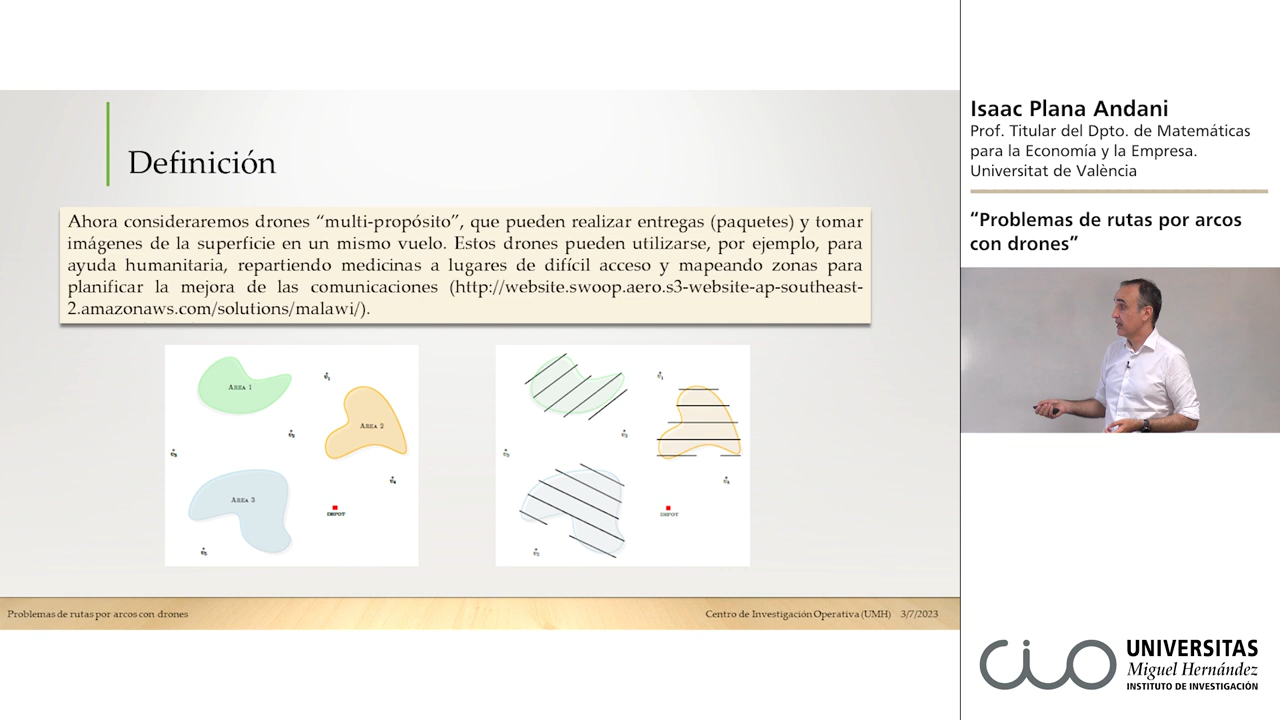 Definición
Ahora consideraremos drones “multi-propósito”, que pueden realizar entregas (paquetes) y tomar
imágenes de la superficie en un mismo vuelo. Estos drones pueden utilizarse, por ejemplo, para
ayuda humanitaria, repartiendo medicinas a lugares de difícil acceso y mapeando zonas para
planificar la mejora de las comunicaciones (http://website.swoop.aero.s3-website-ap-southeast-
2.amazonaws.com/solutions/malawi/).
AREA 1
AREA 2
AREA 3
DEPOT
DEPOT
Problemas de rutas por arcos con drones
Centro de Investigación Operativa (UMH) 3/7/2023
Isaac Plana Andani
Prof. Titular del Dpto. de Matemáticas
para la Economía y la Empresa.
Universitat de València
“Problemas de rutas por arcos
con drones”
cio
UNIVERSITAS
Miguel Hernández
INSTITUTO DE INVESTIGACIÓN